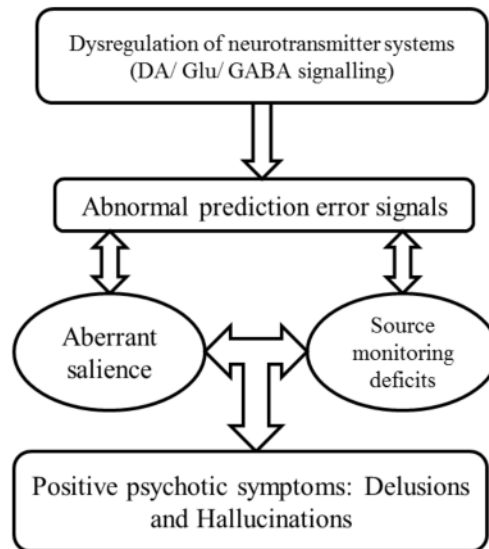 Dysregulation of neurotransmitter systems
(DA/ Glu/ GABA signalling)
Abnormal prediction error signals
Aberrant
salience
Source
monitoring
deficits
Positive psychotic symptoms: Delusions
and Hallucinations